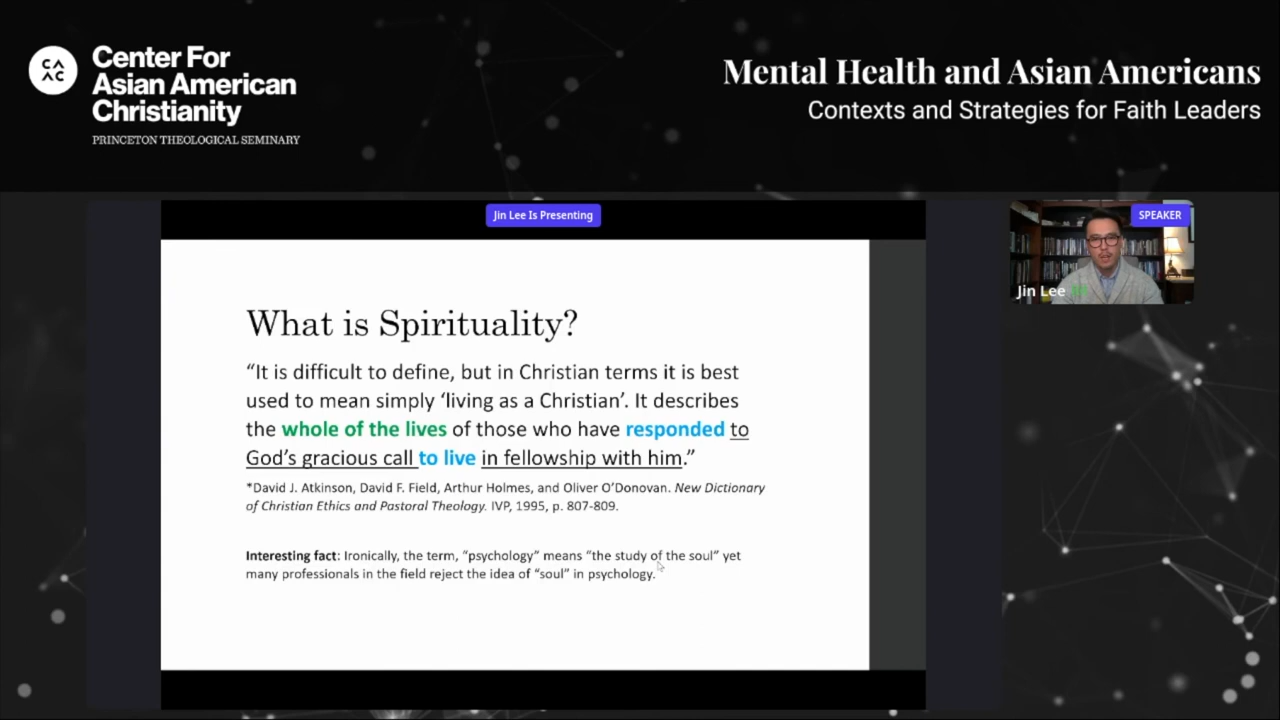 CA
AC
Center For
Asian American
Christianity
PRINCETON THEOLOGICAL SEMINARY
Mental Health and Asian Americans
Contexts and Strategies for Faith Leaders
Jin Lee Is Presenting
SPEAKER
Jin Lee
What is Spirituality?
“It is difficult to define, but in Christian terms it is best
used to mean simply ‘living as a Christian’. It describes
the whole of the lives of those who have responded to
God’s gracious call to live in fellowship with him.”
*David J. Atkinson, David F. Field, Arthur Holmes, and Oliver O’Donovan. New Dictionary
of Christian Ethics and Pastoral Theology. IVP, 1995, p. 807-809.
Interesting fact: Ironically, the term, “psychology” means “the study of the soul” yet
many professionals in the field reject the idea of “soul” in psychology.